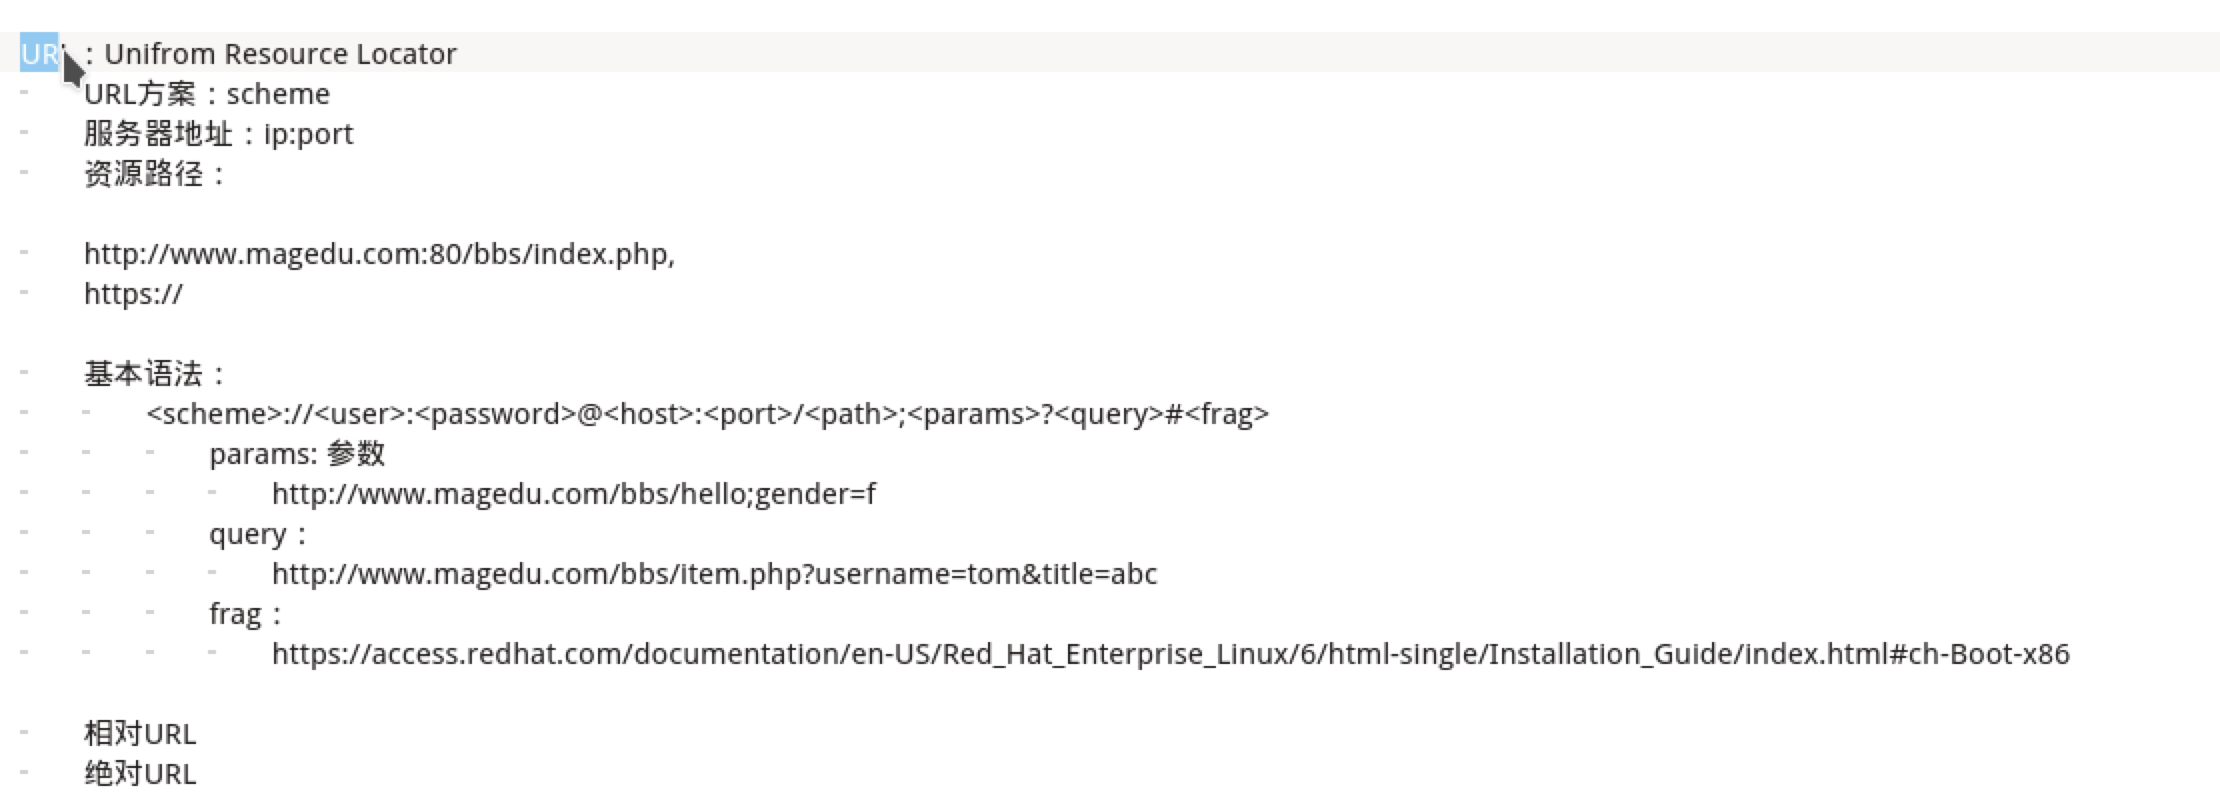 UR : Unifrom Resource Locator
URL方案：scheme
服务器地址：ip:port
资源路径：
http://www.magedu.com:80/bbs/index.php,
https://
基本语法：
<scheme>://<user>:<password>@<host>:<port>/<path>;<params>?<query>#<frag>
params: 参数
http://www.magedu.com/bbs/hello;gender=f
query：
http://www.magedu.com/bbs/item.php?username=tom&title=abc
frag：
https://access.redhat.com/documentation/en-US/Red_Hat_Enterprise_Linux/6/html-single/Installation_Guide/index.html#ch-Boot-x86
相对URL
绝对URL